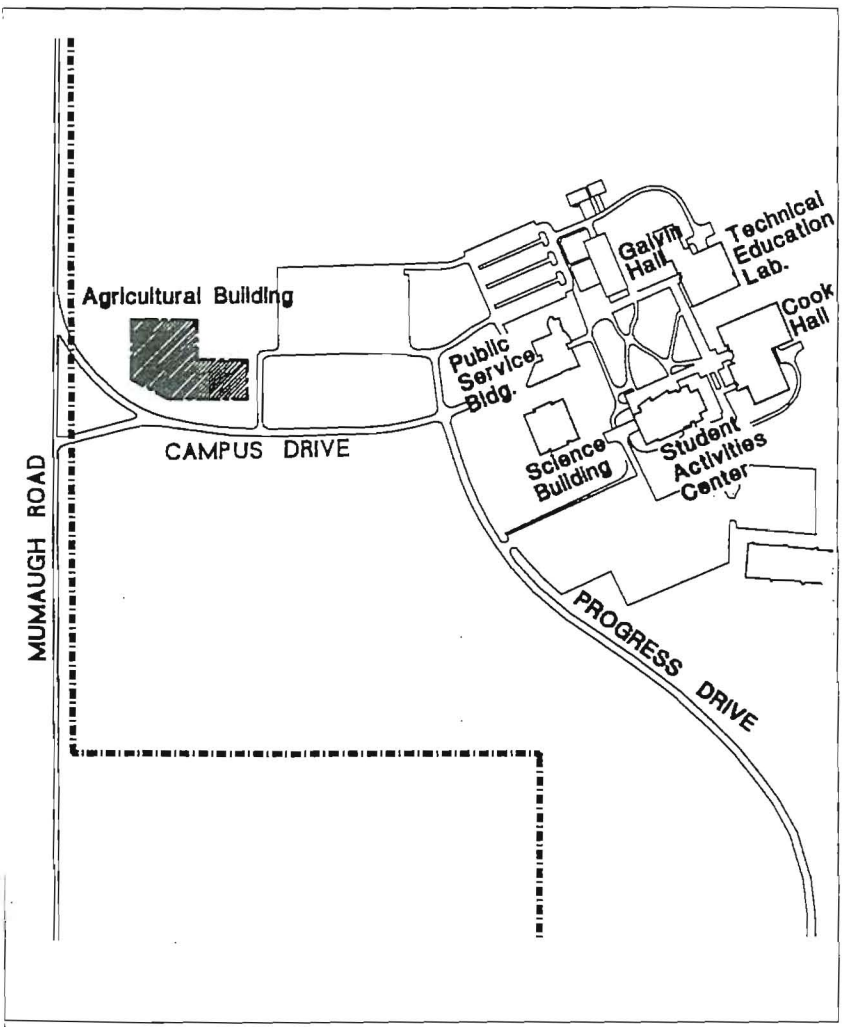 Agricultural Building
Galvin
Hall
Technical
Education
Lab.
Cook
Hall
Public
Service
Bldg.
Science
Building
Student
Activities
Center
CAMPUS DRIVE
MUMAUGH ROAD
PROGRESS DRIVE